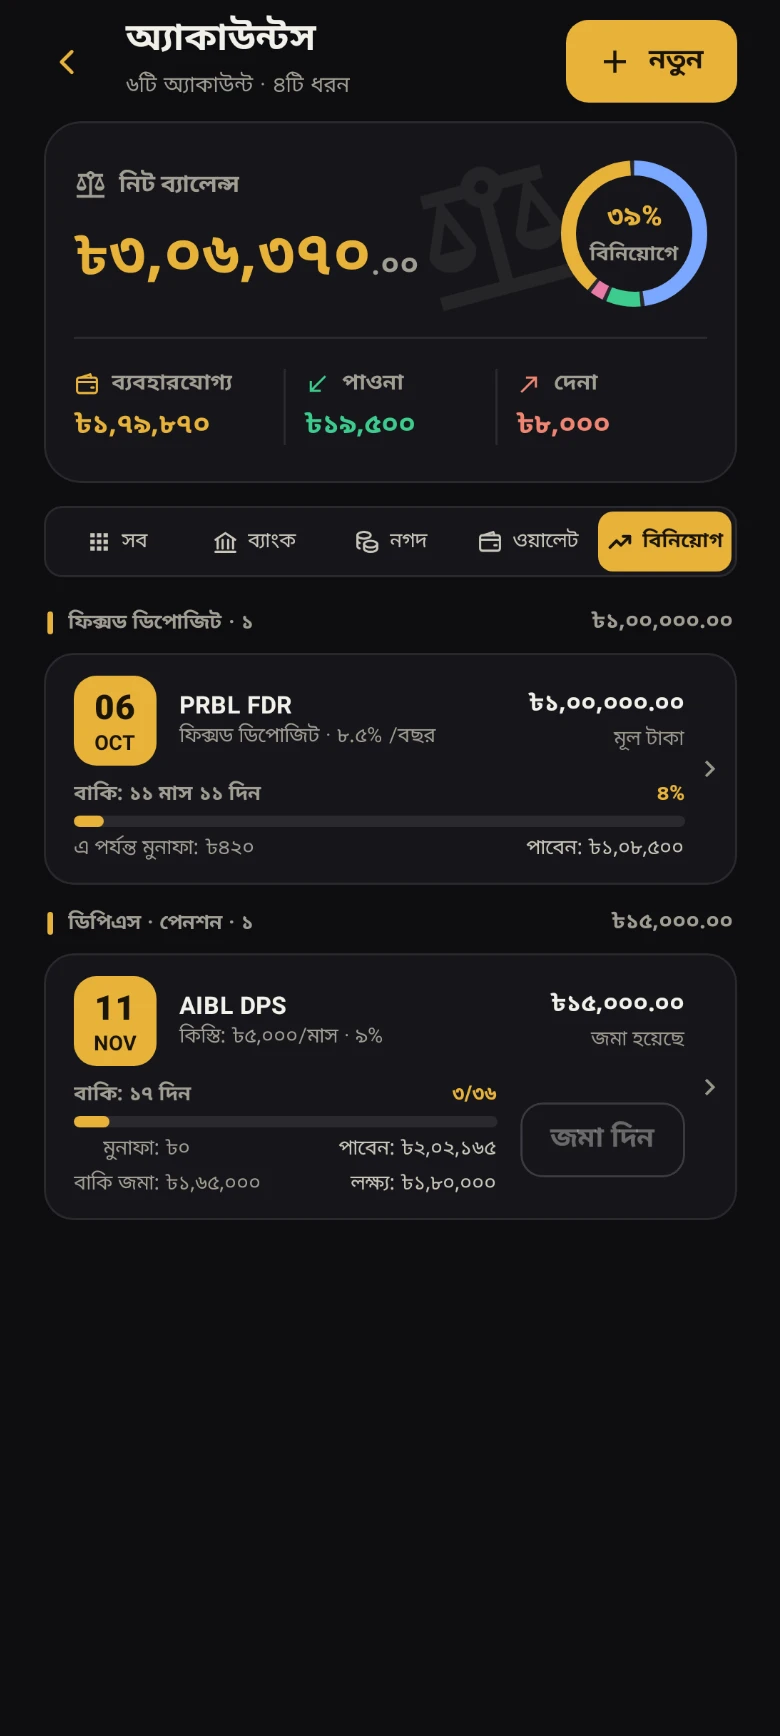 অ্যাকাউন্টস
৬টি অ্যাকাউন্ট · ৪টি ধরন
+ নতুন
নিট ব্যালেন্স
৳৩,০৬,৩৭০.০০
৩৯%
বিনিয়োগে
ব্যবহারযোগ্য
৳১,৭৯,৮৭০
পাওনা
৳১৯,৫০০
দেনা
৳৮,০০০
সব ব্যাংক নগদ ওয়ালেট বিনিয়োগ
ফিক্সড ডিপোজিট · ১ ৳১,০০,০০০.০০
06
OCT
PRBL FDR ৳১,০০,০০০.০০
ফিক্সড ডিপোজিট · ৮.৫% /বছর মূল টাকা
বাকি: ১১ মাস ১১ দিন ৪%
এ পর্যন্ত মুনাফা: ৳৪২০ পাবেন: ৳১,০৮,৫০০
ডিপিএস · পেনশন · ১ ৳১৫,০০০.০০
11
NOV
AIBL DPS ৳১৫,০০০.০০
কিস্তি: ৳৫,০০০/মাস · ৯% জমা হয়েছে
বাকি: ১৭ দিন ৩/৩৬
মুনাফা: ৳০ পাবেন: ৳২,০২,১৬৫
বাকি জমা: ৳১,৬৫,০০০ লক্ষ্য: ৳১,৮০,০০০
জমা দিন